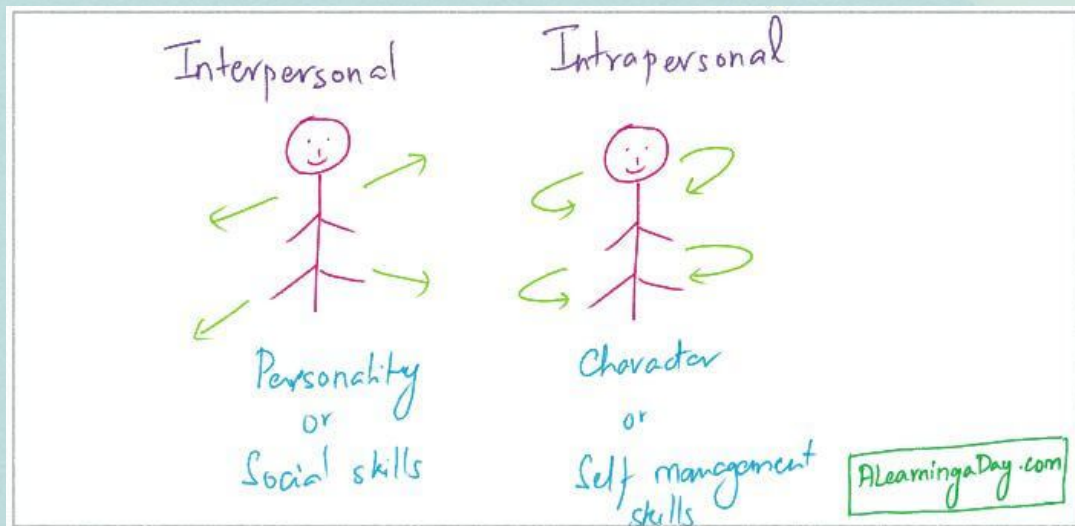 Interpersonal
Intrapersonal
Personality
or
Social skills
Character
or
Self management
skills
ALearningaDay.com